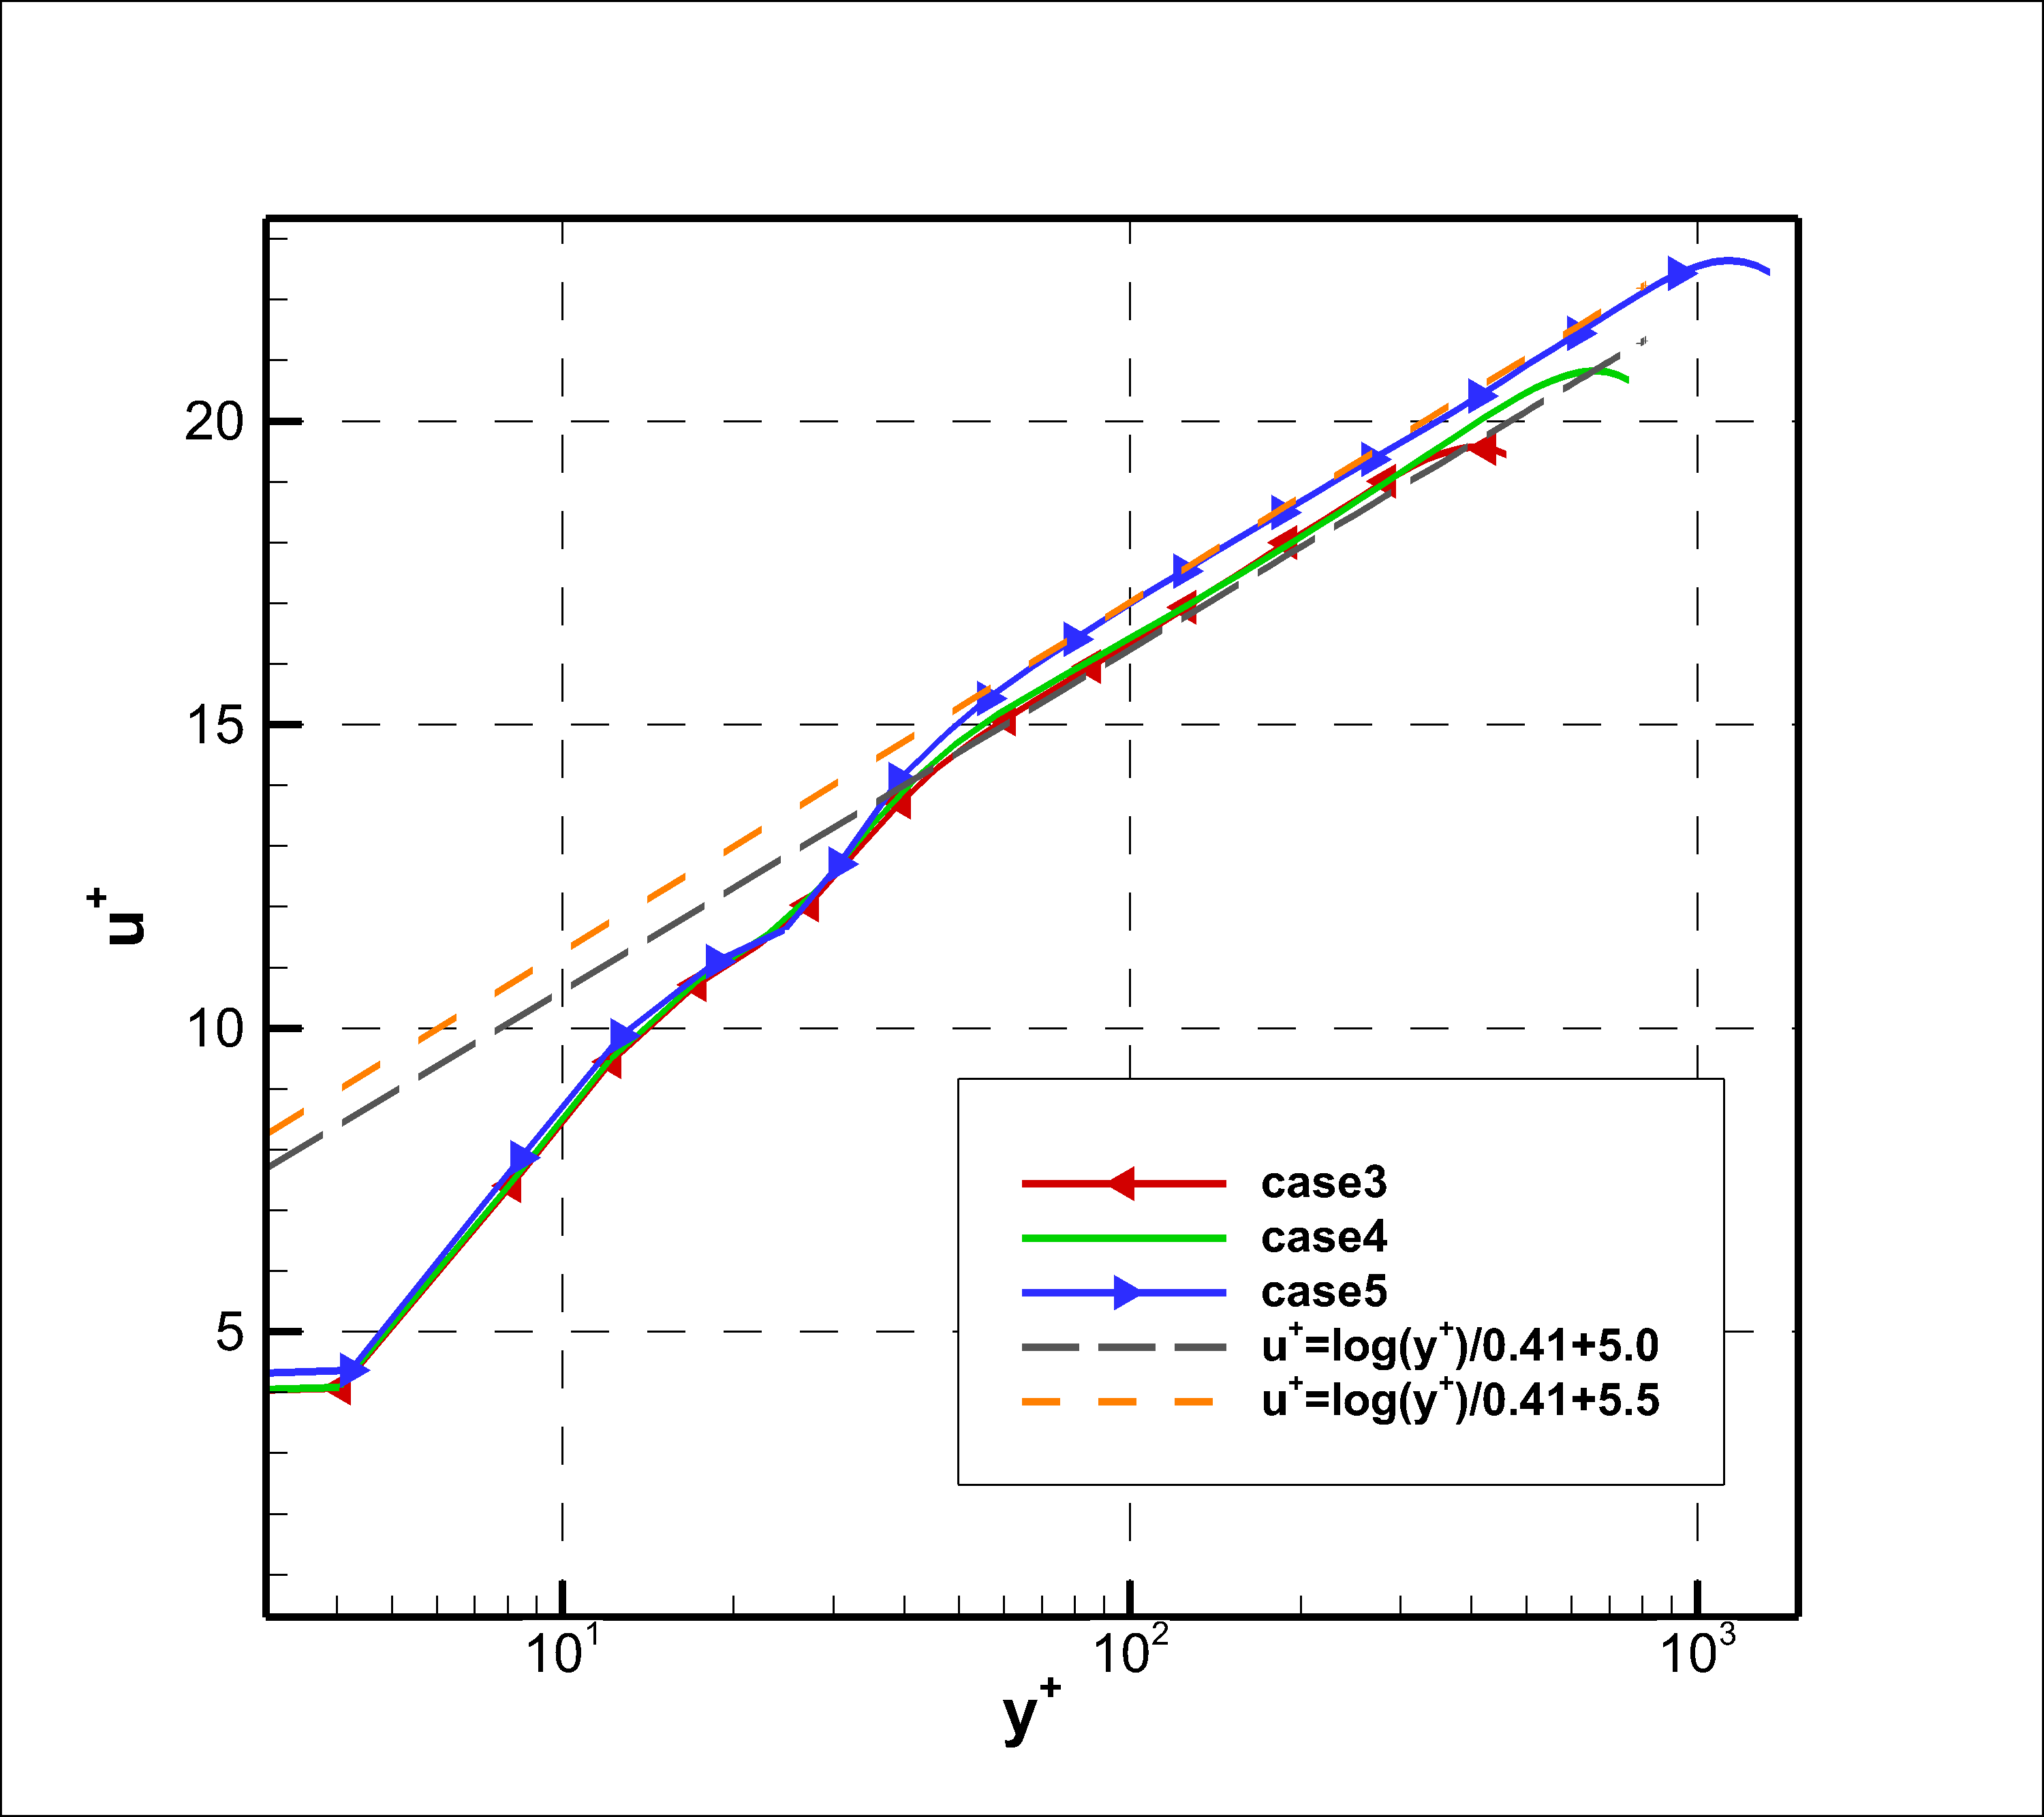 20
15
10
5
u⁺
10¹
10²
10³
y⁺
case3
case4
case5
u⁺=log(y⁺)/0.41+5.0
u⁺=log(y⁺)/0.41+5.5